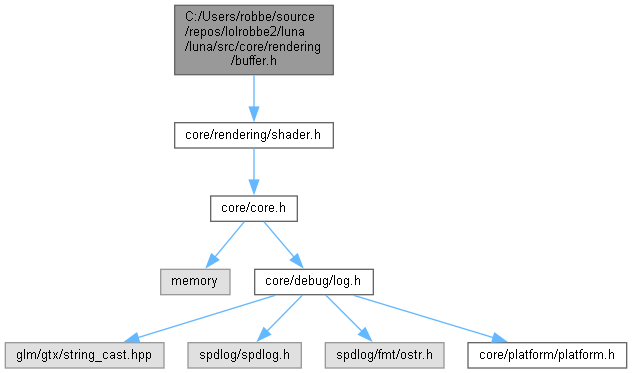 C:/Users/robbe/source
/repos/lolrobbe2/luna
/luna/src/core/rendering
/buffer.h
core/rendering/shader.h
core/core.h
memory
core/debug/log.h
glm/gtx/string_cast.hpp
spdlog/spdlog.h
spdlog/fmt/ostr.h
core/platform/platform.h